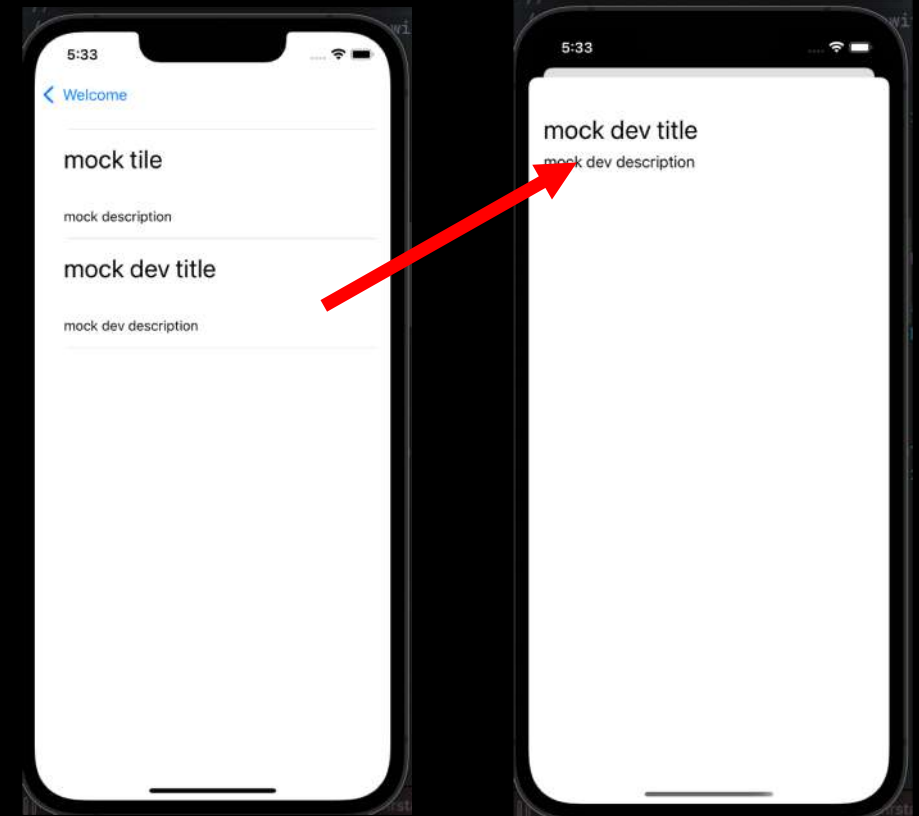 5:33
Welcome
mock tile
mock description
mock dev title
mock dev description
5:33
mock dev title
mock dev description